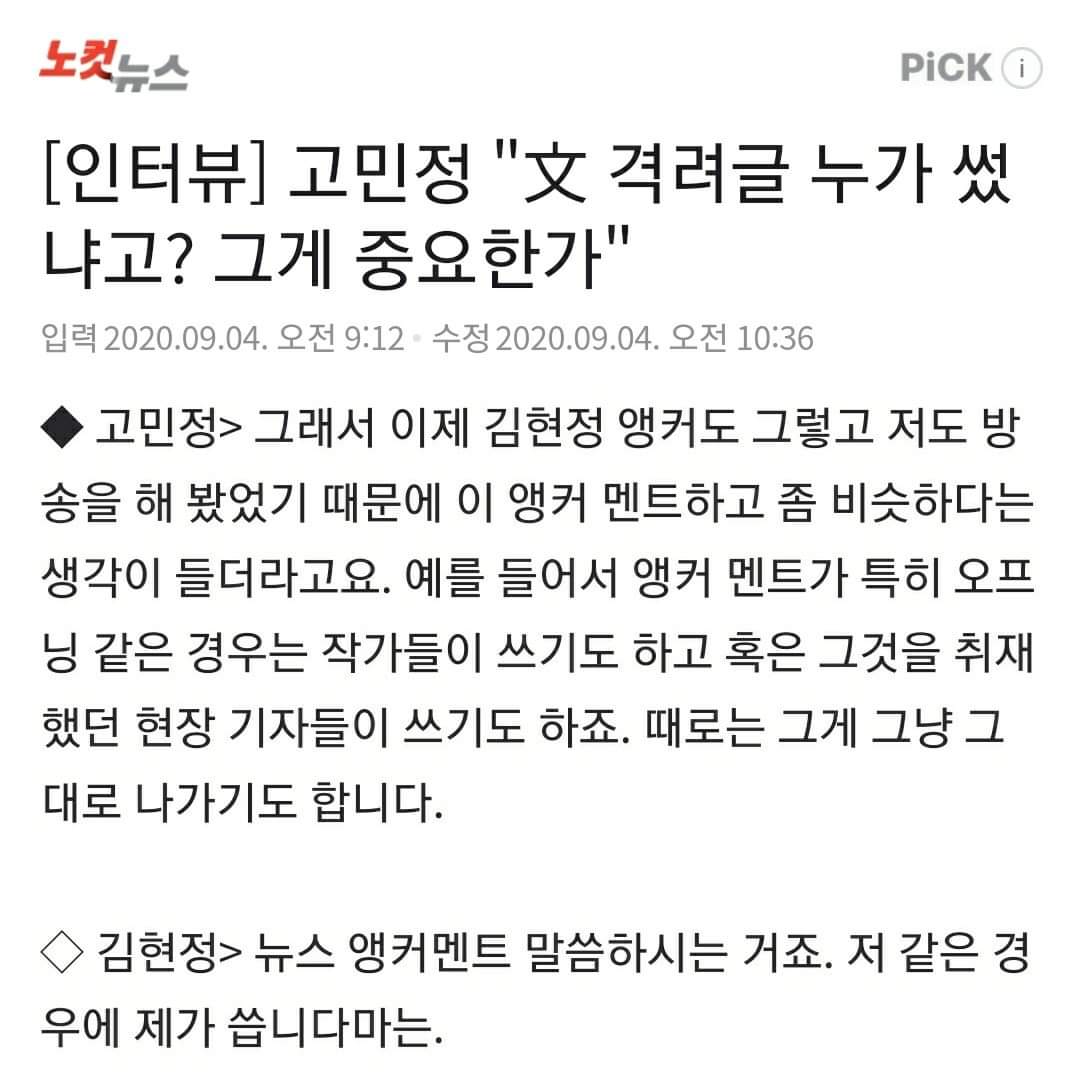 노컷뉴스
PiCK i
[인터뷰] 고민정 "文 격려글 누가 썼
냐고? 그게 중요한가"
입력 2020.09.04. 오전 9:12 • 수정 2020.09.04. 오전 10:36
◆ 고민정> 그래서 이제 김현정 앵커도 그렇고 저도 방
송을 해 봤었기 때문에 이 앵커 멘트하고 좀 비슷하다는
생각이 들더라고요. 예를 들어서 앵커 멘트가 특히 오프
닝 같은 경우는 작가들이 쓰기도 하고 혹은 그것을 취재
했던 현장 기자들이 쓰기도 하죠. 때로는 그게 그냥 그
대로 나가기도 합니다.
◇ 김현정> 뉴스 앵커멘트 말씀하시는 거죠. 저 같은 경
우에 제가 씁니다마는.